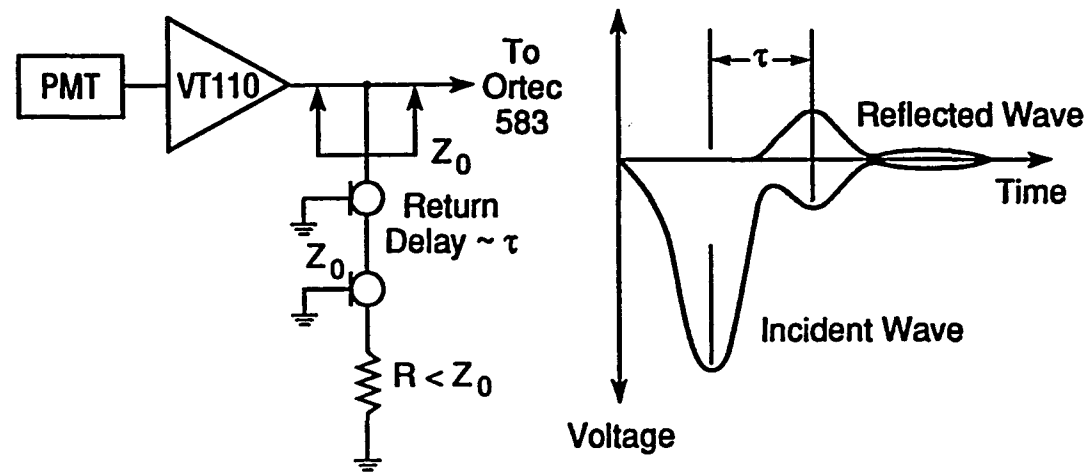 PMT
VT110
To
Ortec
583
Z0
Return
Delay ~ τ
Z0
R < Z0
τ
Reflected Wave
Time
Incident Wave
Voltage